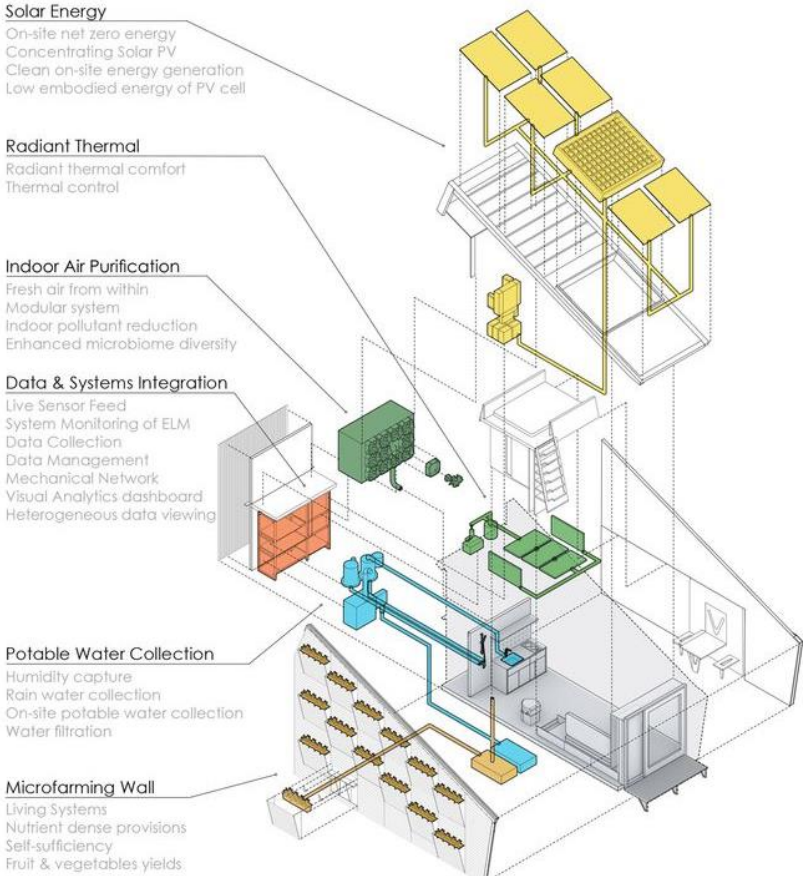 Solar Energy
On-site net zero energy
Concentrating Solar PV
Clean on-site energy generation
Low embodied energy of PV cell
Radiant Thermal
Radiant thermal comfort
Thermal control
Indoor Air Purification
Fresh air from within
Modular system
Indoor pollutant reduction
Enhanced microbiome diversity
Data & Systems Integration
Live Sensor Feed
System Monitoring of ELM
Data Collection
Data Management
Mechanical Network
Visual Analytics dashboard
Heterogeneous data viewing
Potable Water Collection
Humidity capture
Rain water collection
On-site potable water collection
Water filtration
Microfarming Wall
Living Systems
Nutrient dense provisions
Self-sufficiency
Fruit & vegetables yields